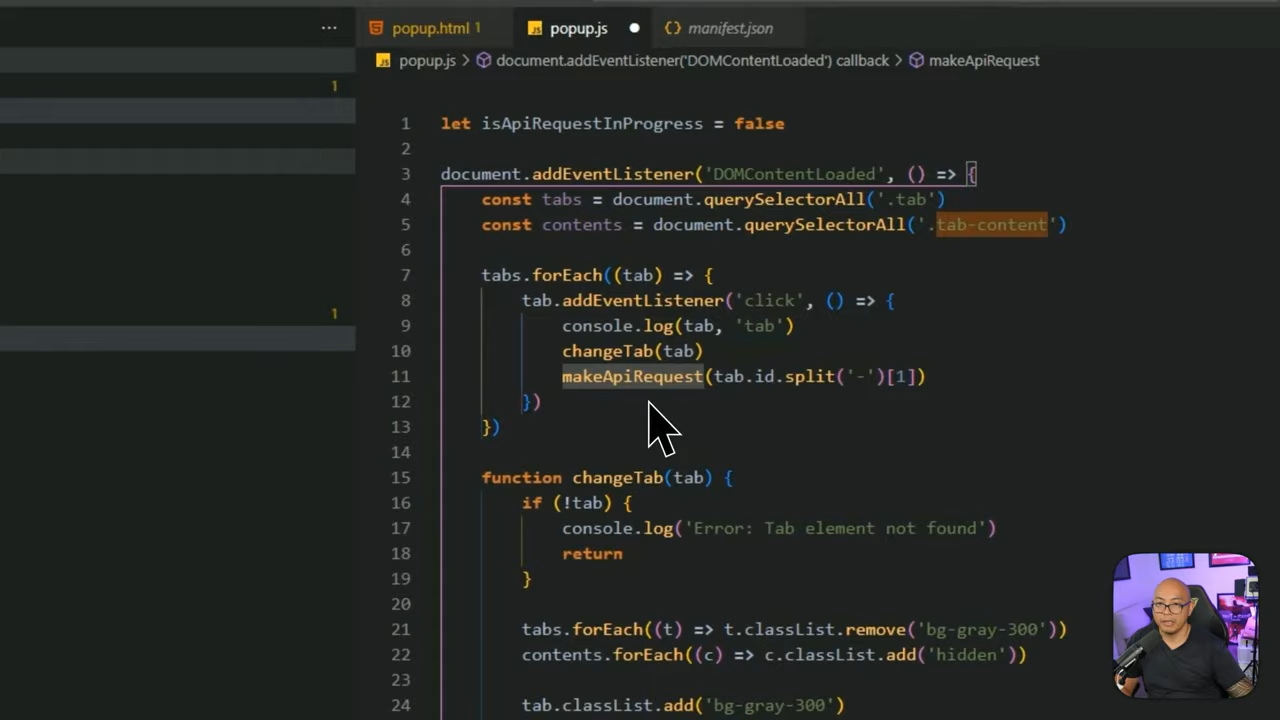 ... popup.html 1 JS popup.js ● {} manifest.json
JS popup.js > document.addEventListener('DOMContentLoaded') callback > makeApiRequest
1
1
1 let isApiRequestInProgress = false
2
3 document.addEventListener('DOMContentLoaded', () => {
4 const tabs = document.querySelectorAll('.tab')
5 const contents = document.querySelectorAll('.tab-content')
6
7 tabs.forEach((tab) => {
8 tab.addEventListener('click', () => {
9 console.log(tab, 'tab')
10 changeTab(tab)
11 makeApiRequest(tab.id.split('-')[1])
12 })
13 })
14
15 function changeTab(tab) {
16 if (!tab) {
17 console.log('Error: Tab element not found')
18 return
19 }
20
21 tabs.forEach((t) => t.classList.remove('bg-gray-300'))
22 contents.forEach((c) => c.classList.add('hidden'))
23
24 tab.classList.add('bg-gray-300')